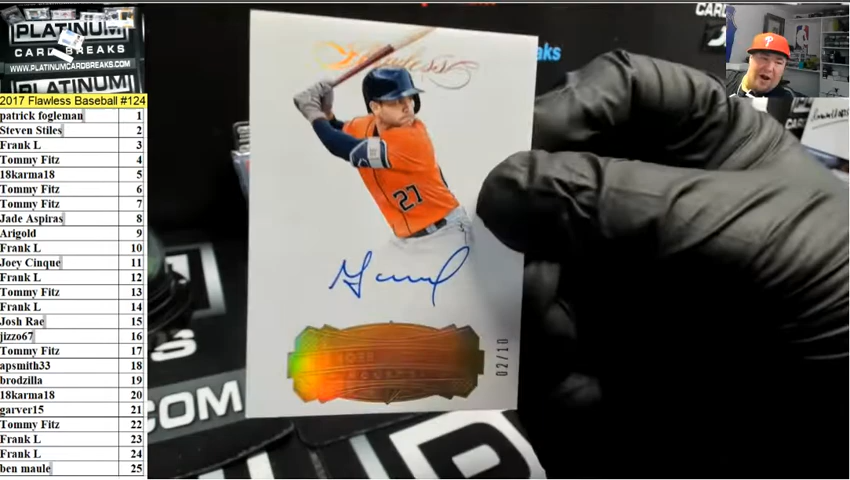 PLATINUM
CARD BREAKS
WWW.PLATINUMCARDBREAKS.COM
PLATINUM
2017 Flawless Baseball #124
patrick fogleman 1
Steven Stiles 2
Frank L 3
Tommy Fitz 4
18karma18 5
Tommy Fitz 6
Tommy Fitz 7
Jade Aspiras 8
Arigold 9
Frank L 10
Joey Cinque 11
Frank L 12
Tommy Fitz 13
Frank L 14
Josh Rae 15
jizzo67 16
Tommy Fitz 17
apsmith33 18
brodzilla 19
18karma18 20
garver15 21
Tommy Fitz 22
Frank L 23
Frank L 24
ben maule 25
Flawless
27
02/10
aks
S
COM
P
CARD
P